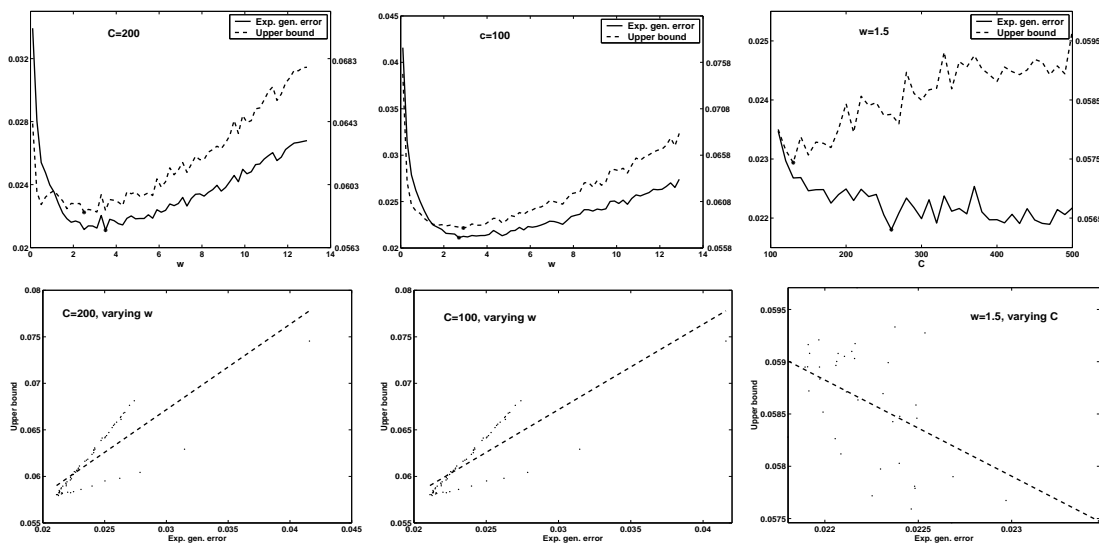 C=200
Exp. gen. error
Upper bound
0.032
0.028
0.024
0.02
0.0683
0.0643
0.0603
0.0563
0 2 4 6 8 10 12 14
w
c=100
Exp. gen. error
Upper bound
0.045
0.04
0.035
0.03
0.025
0.02
0.0758
0.0708
0.0658
0.0608
0.0558
0 2 4 6 8 10 12 14
w
w=1.5
Exp. gen. error
Upper bound
0.025
0.024
0.023
0.022
0.0595
0.0585
0.0575
0.0565
100 200 300 400 500
C
C=200, varying w
Upper bound
0.08
0.075
0.07
0.065
0.06
0.055
0.02 0.025 0.03 0.035 0.04 0.045
Exp. gen. error
C=100, varying w
Upper bound
0.08
0.075
0.07
0.065
0.06
0.055
0.02 0.025 0.03 0.035 0.04
Exp. gen. error
w=1.5, varying C
Upper bound
0.0595
0.059
0.0585
0.058
0.0575
0.022 0.0225 0.023
Exp. gen. error